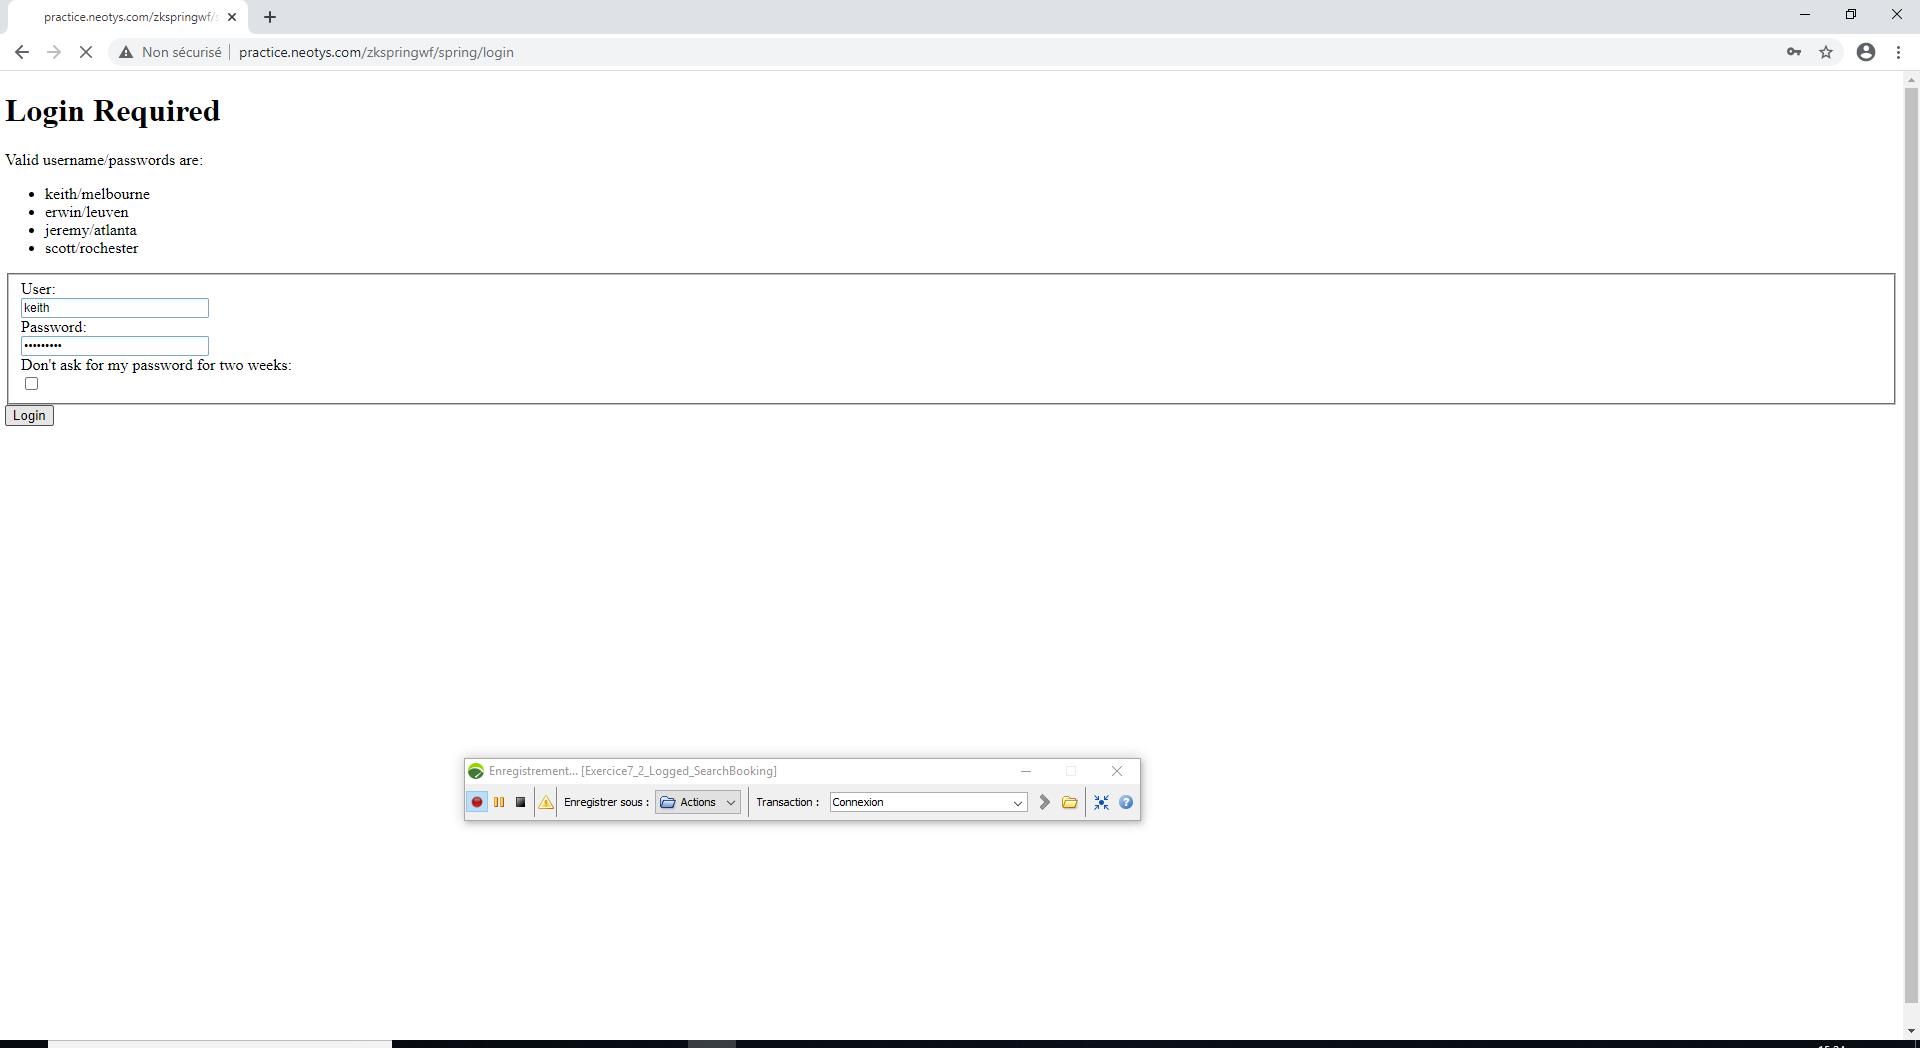 practice.neotys.com/zkspringwf/
Non sécurisé practice.neotys.com/zkspringwf/spring/login
Login Required
Valid username/passwords are:
keith/melbourne
erwin/leuven
jeremy/atlanta
scott/rochester
User:
keith
Password:
•••••••••
Don't ask for my password for two weeks:
Login
Enregistrement... [Exercice7_2_Logged_SearchBooking]
Enregistrer sous : Actions Transaction : Connexion